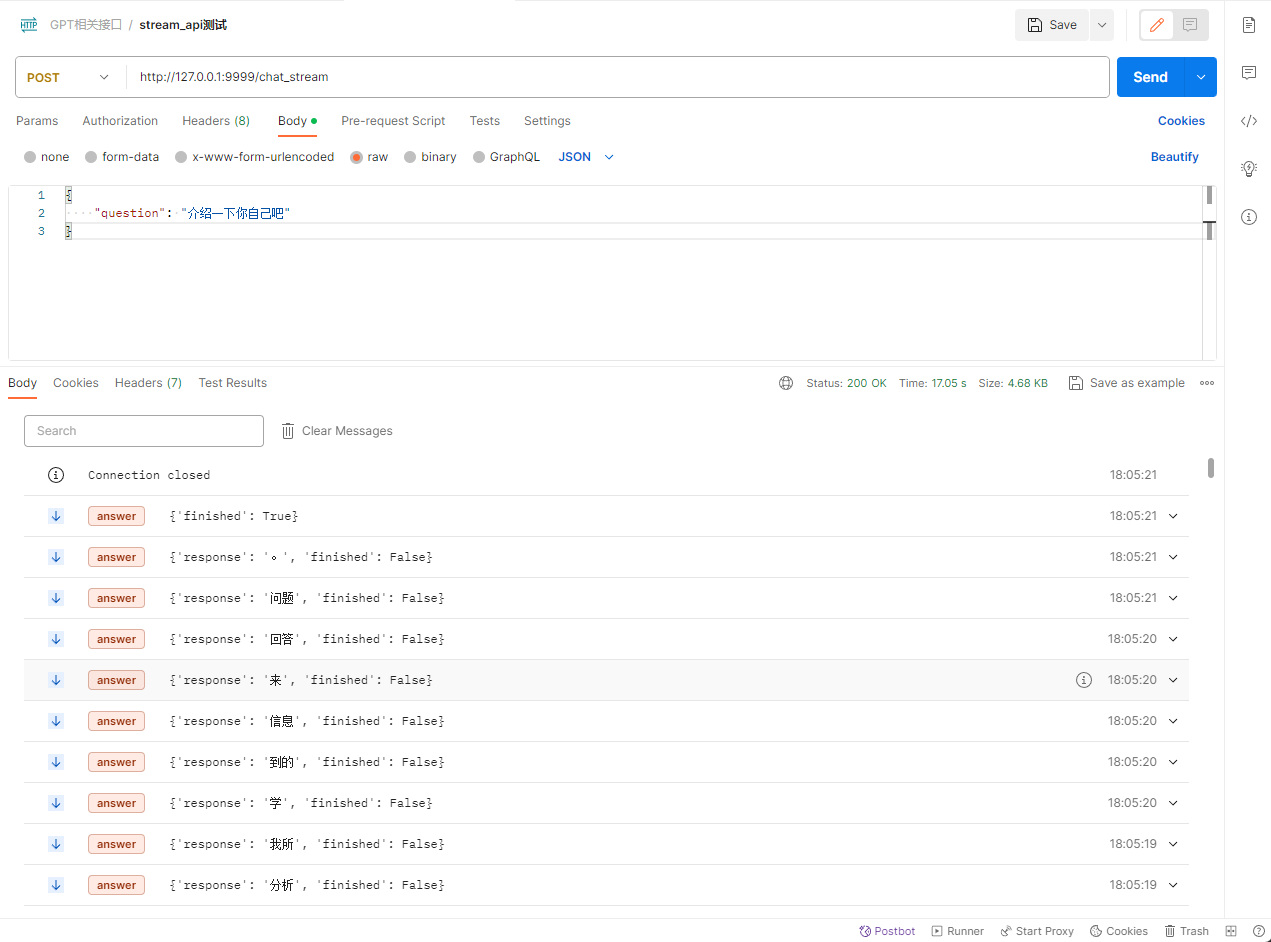 HTTP GPT相关接口 / stream_api测试 Save
POST http://127.0.0.1:9999/chat_stream Send
Params Authorization Headers (8) Body Pre-request Script Tests Settings Cookies
none form-data x-www-form-urlencoded raw binary GraphQL JSON Beautify
1 {
2 ····"question":·"介绍一下你自己吧"
3 }
Body Cookies Headers (7) Test Results Status: 200 OK Time: 17.05 s Size: 4.68 KB Save as example
Search Clear Messages
Connection closed 18:05:21
answer {'finished': True} 18:05:21
answer {'response': '。', 'finished': False} 18:05:21
answer {'response': '问题', 'finished': False} 18:05:21
answer {'response': '回答', 'finished': False} 18:05:20
answer {'response': '来', 'finished': False} 18:05:20
answer {'response': '信息', 'finished': False} 18:05:20
answer {'response': '到的', 'finished': False} 18:05:20
answer {'response': '学', 'finished': False} 18:05:20
answer {'response': '我所', 'finished': False} 18:05:19
answer {'response': '分析', 'finished': False} 18:05:19
Postbot Runner Start Proxy Cookies Trash